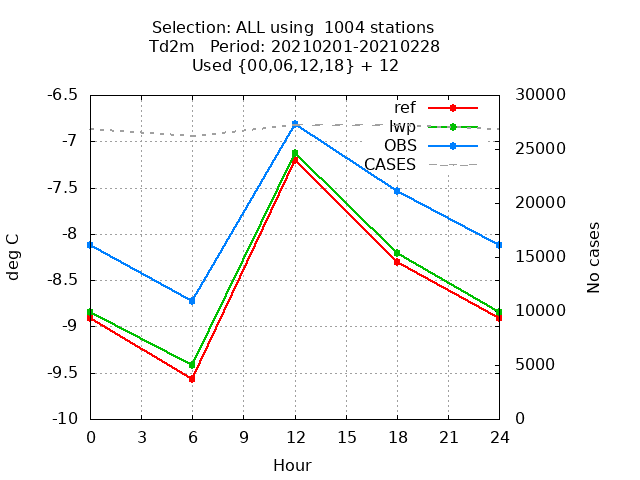 Selection: ALL using  1004 stations
Td2m   Period: 20210201-20210228
Used {00,06,12,18} + 12
ref
lwp
OBS
CASES
-6.5
-7
-7.5
-8
-8.5
-9
-9.5
-10
30000
25000
20000
15000
10000
5000
0
deg C
No cases
0 3 6 9 12 15 18 21 24
Hour